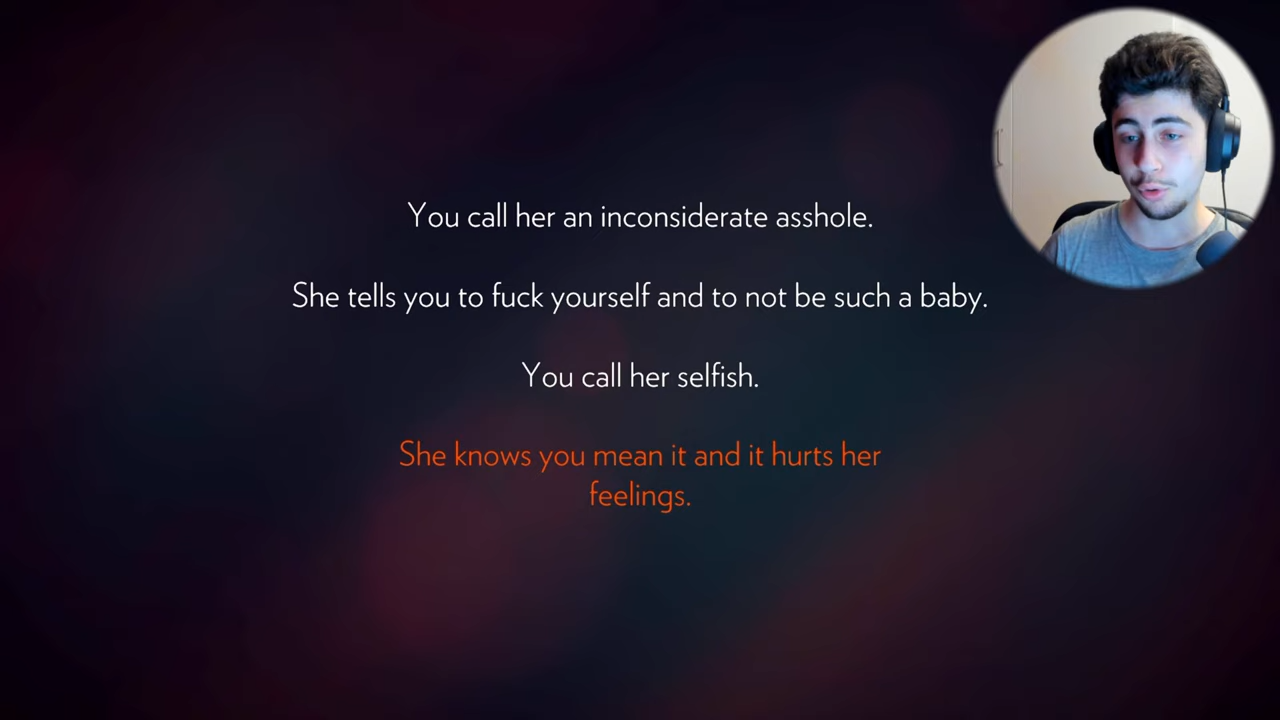 You call her an inconsiderate asshole.
She tells you to fuck yourself and to not be such a baby.
You call her selfish.
She knows you mean it and it hurts her
feelings.